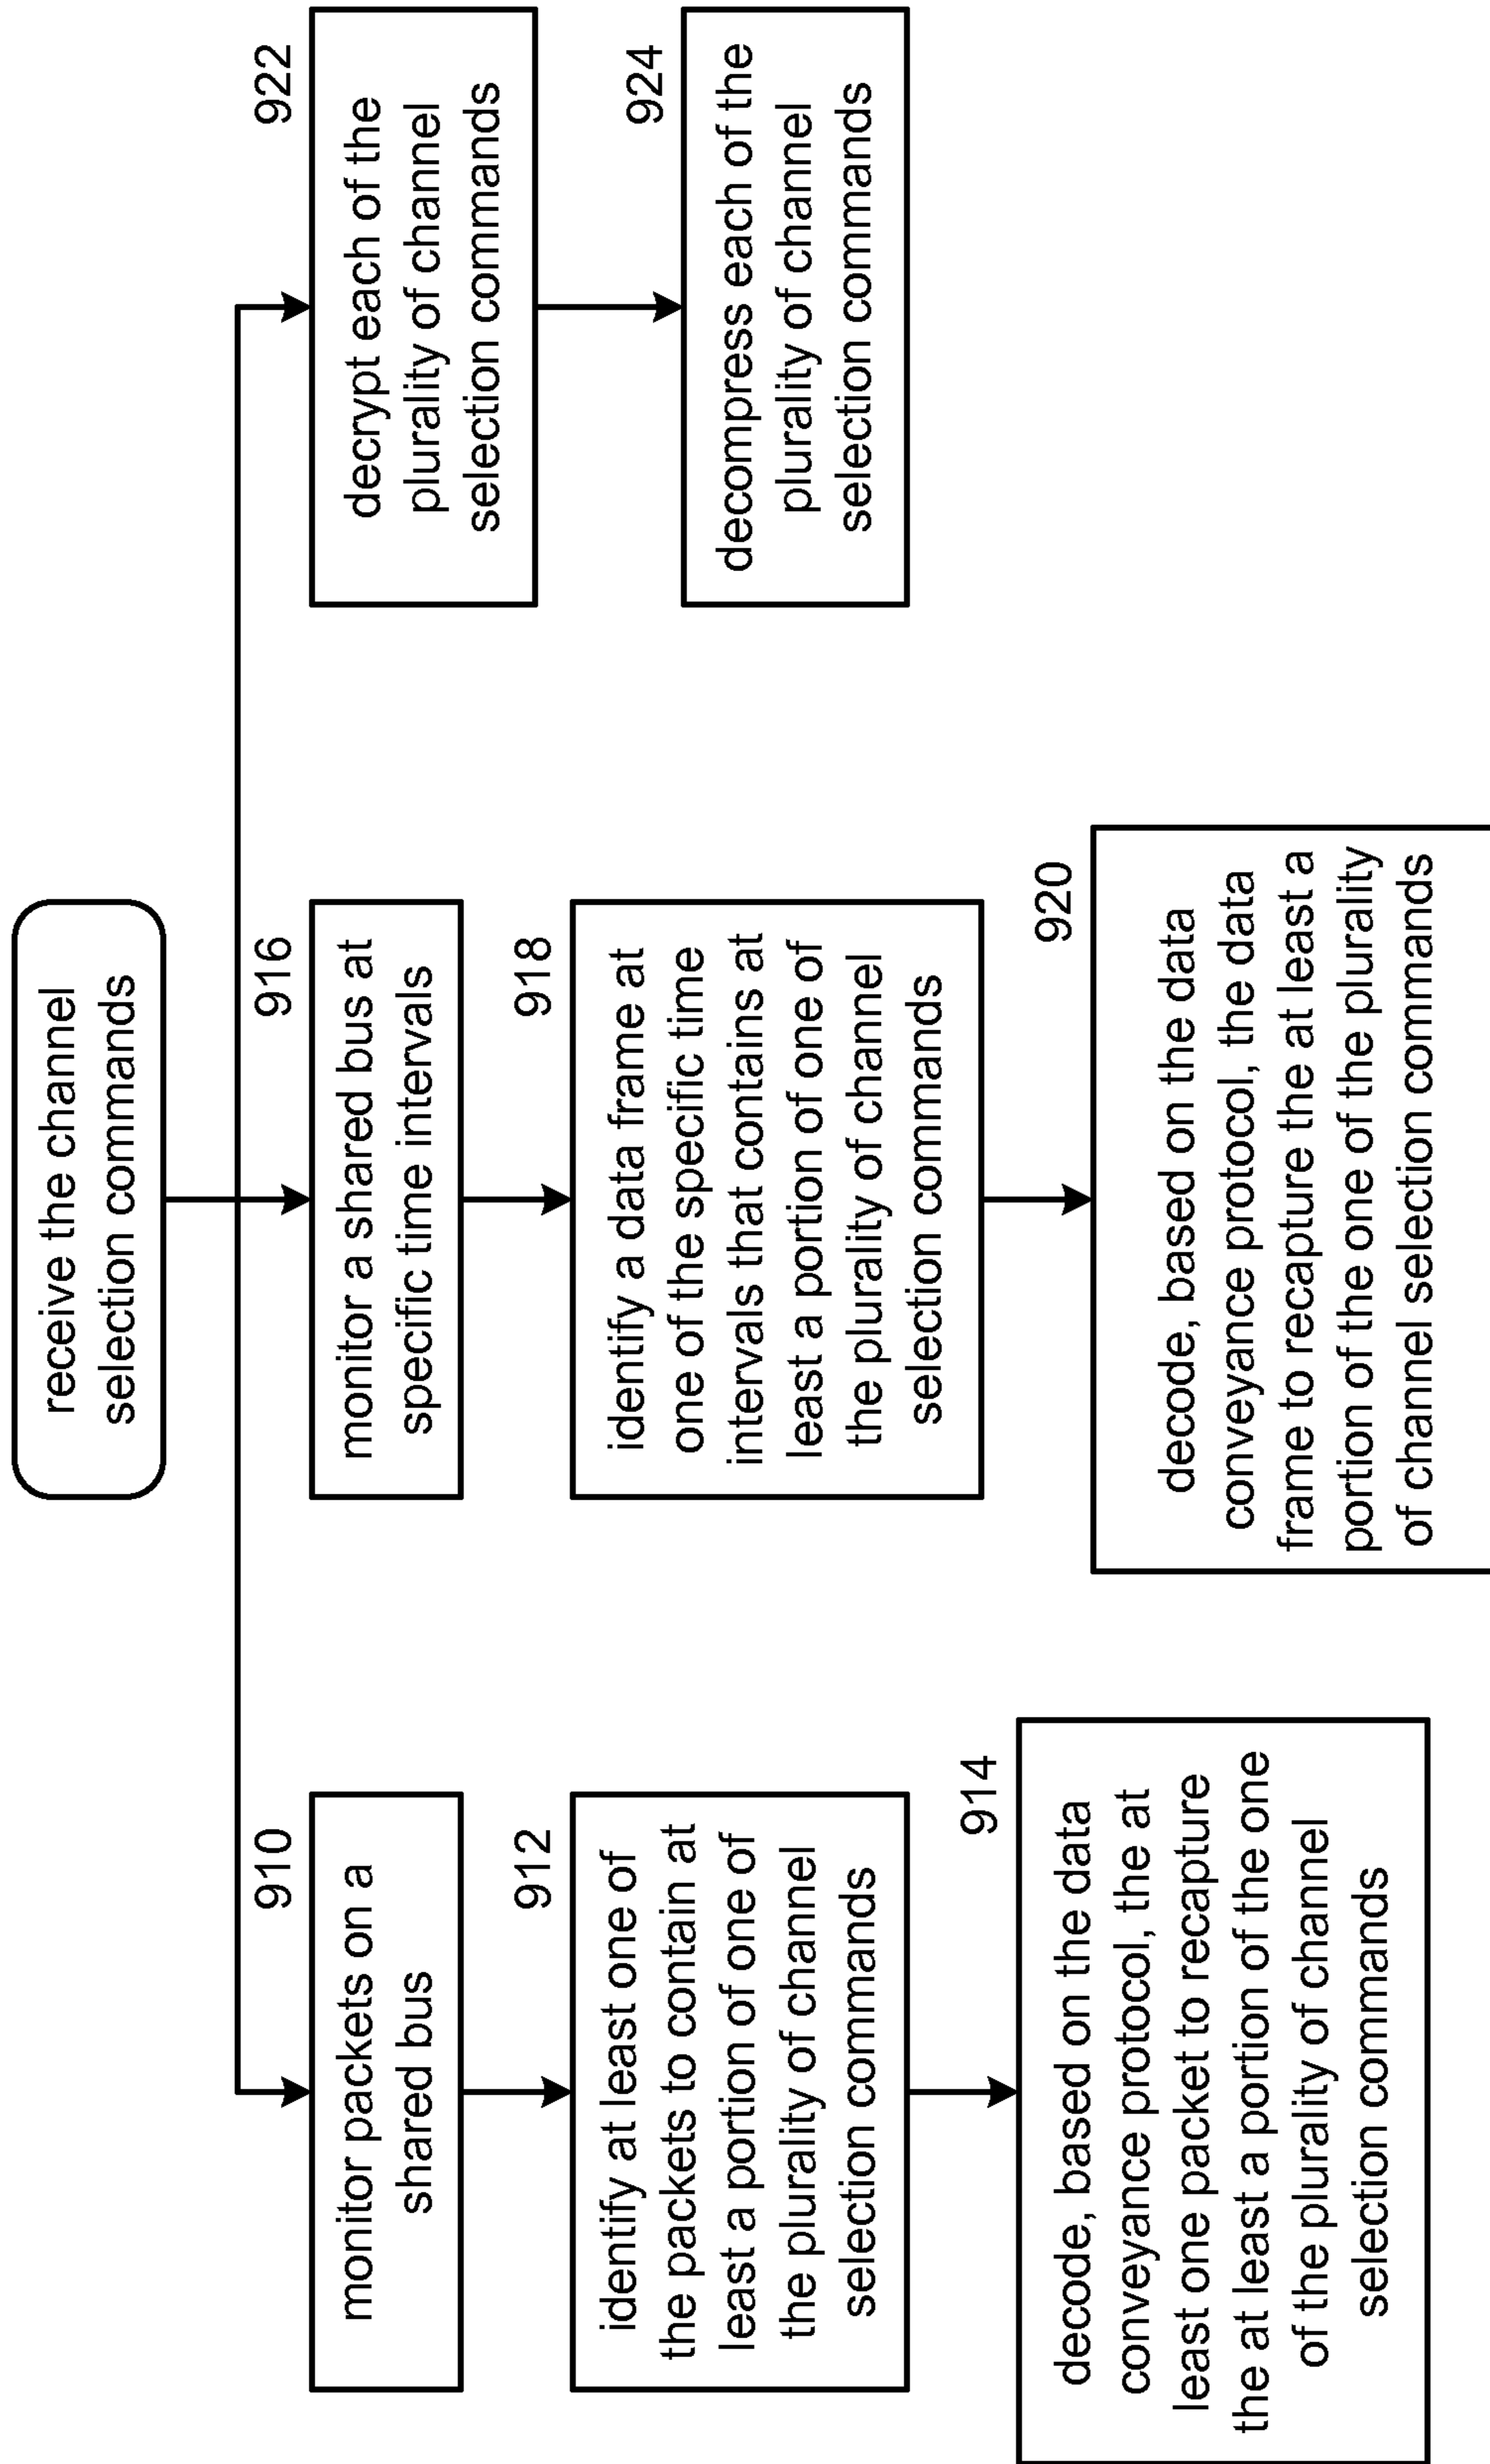 receive the channel
selection commands
910
monitor packets on a
shared bus
912
identify at least one of
the packets to contain at
least a portion of one of
the plurality of channel
selection commands
914
decode, based on the data
conveyance protocol, the at
least one packet to recapture
the at least a portion of the one
of the plurality of channel
selection commands
916
monitor a shared bus at
specific time intervals
918
identify a data frame at
one of the specific time
intervals that contains at
least a portion of one of
the plurality of channel
selection commands
920
decode, based on the data
conveyance protocol, the data
frame to recapture the at least a
portion of the one of the plurality
of channel selection commands
922
decrypt each of the
plurality of channel
selection commands
924
decompress each of the
plurality of channel
selection commands